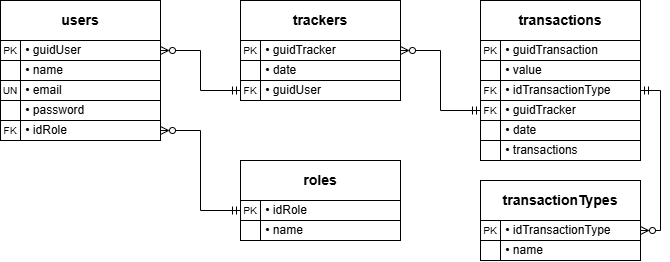 users
PK • guidUser
• name
UN • email
• password
FK • idRole
trackers
PK • guidTracker
• date
FK • guidUser
transactions
PK • guidTransaction
• value
FK • idTransactionType
FK • guidTracker
• date
• transactions
roles
PK • idRole
• name
transactionTypes
PK • idTransactionType
• name